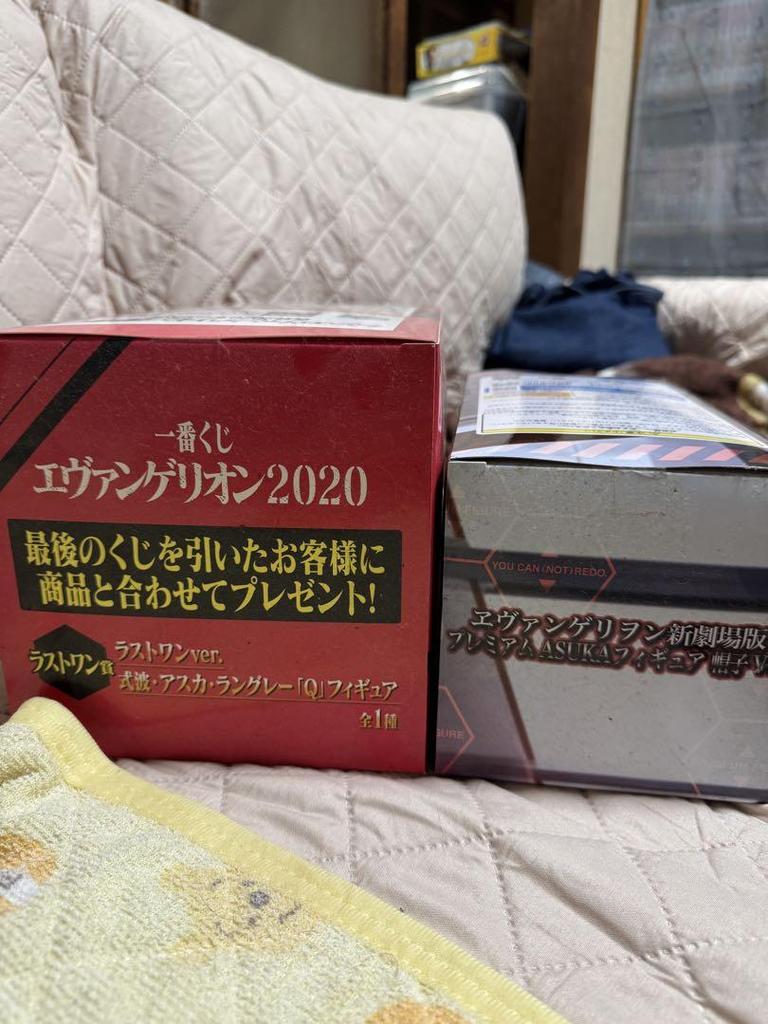 一番くじ
エヴァンゲリオン2020
最後のくじを引いたお客様に
商品と合わせてプレゼント!
ラストワン賞
ラストワンver.
式波・アスカ・ラングレー「Q」フィギュア
全1種
FIGURE
YOU CAN (NOT) REDO.
ヱヴァンゲリヲン新劇場版
プレミアムASUKAフィギュア 帽子 V
GURE